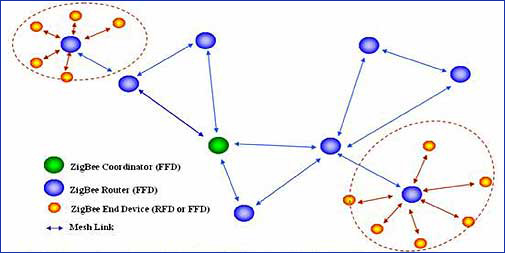 ZigBee Coordinator (FFD)
ZigBee Router (FFD)
ZigBee End Device (RFD or FFD)
Mesh Link